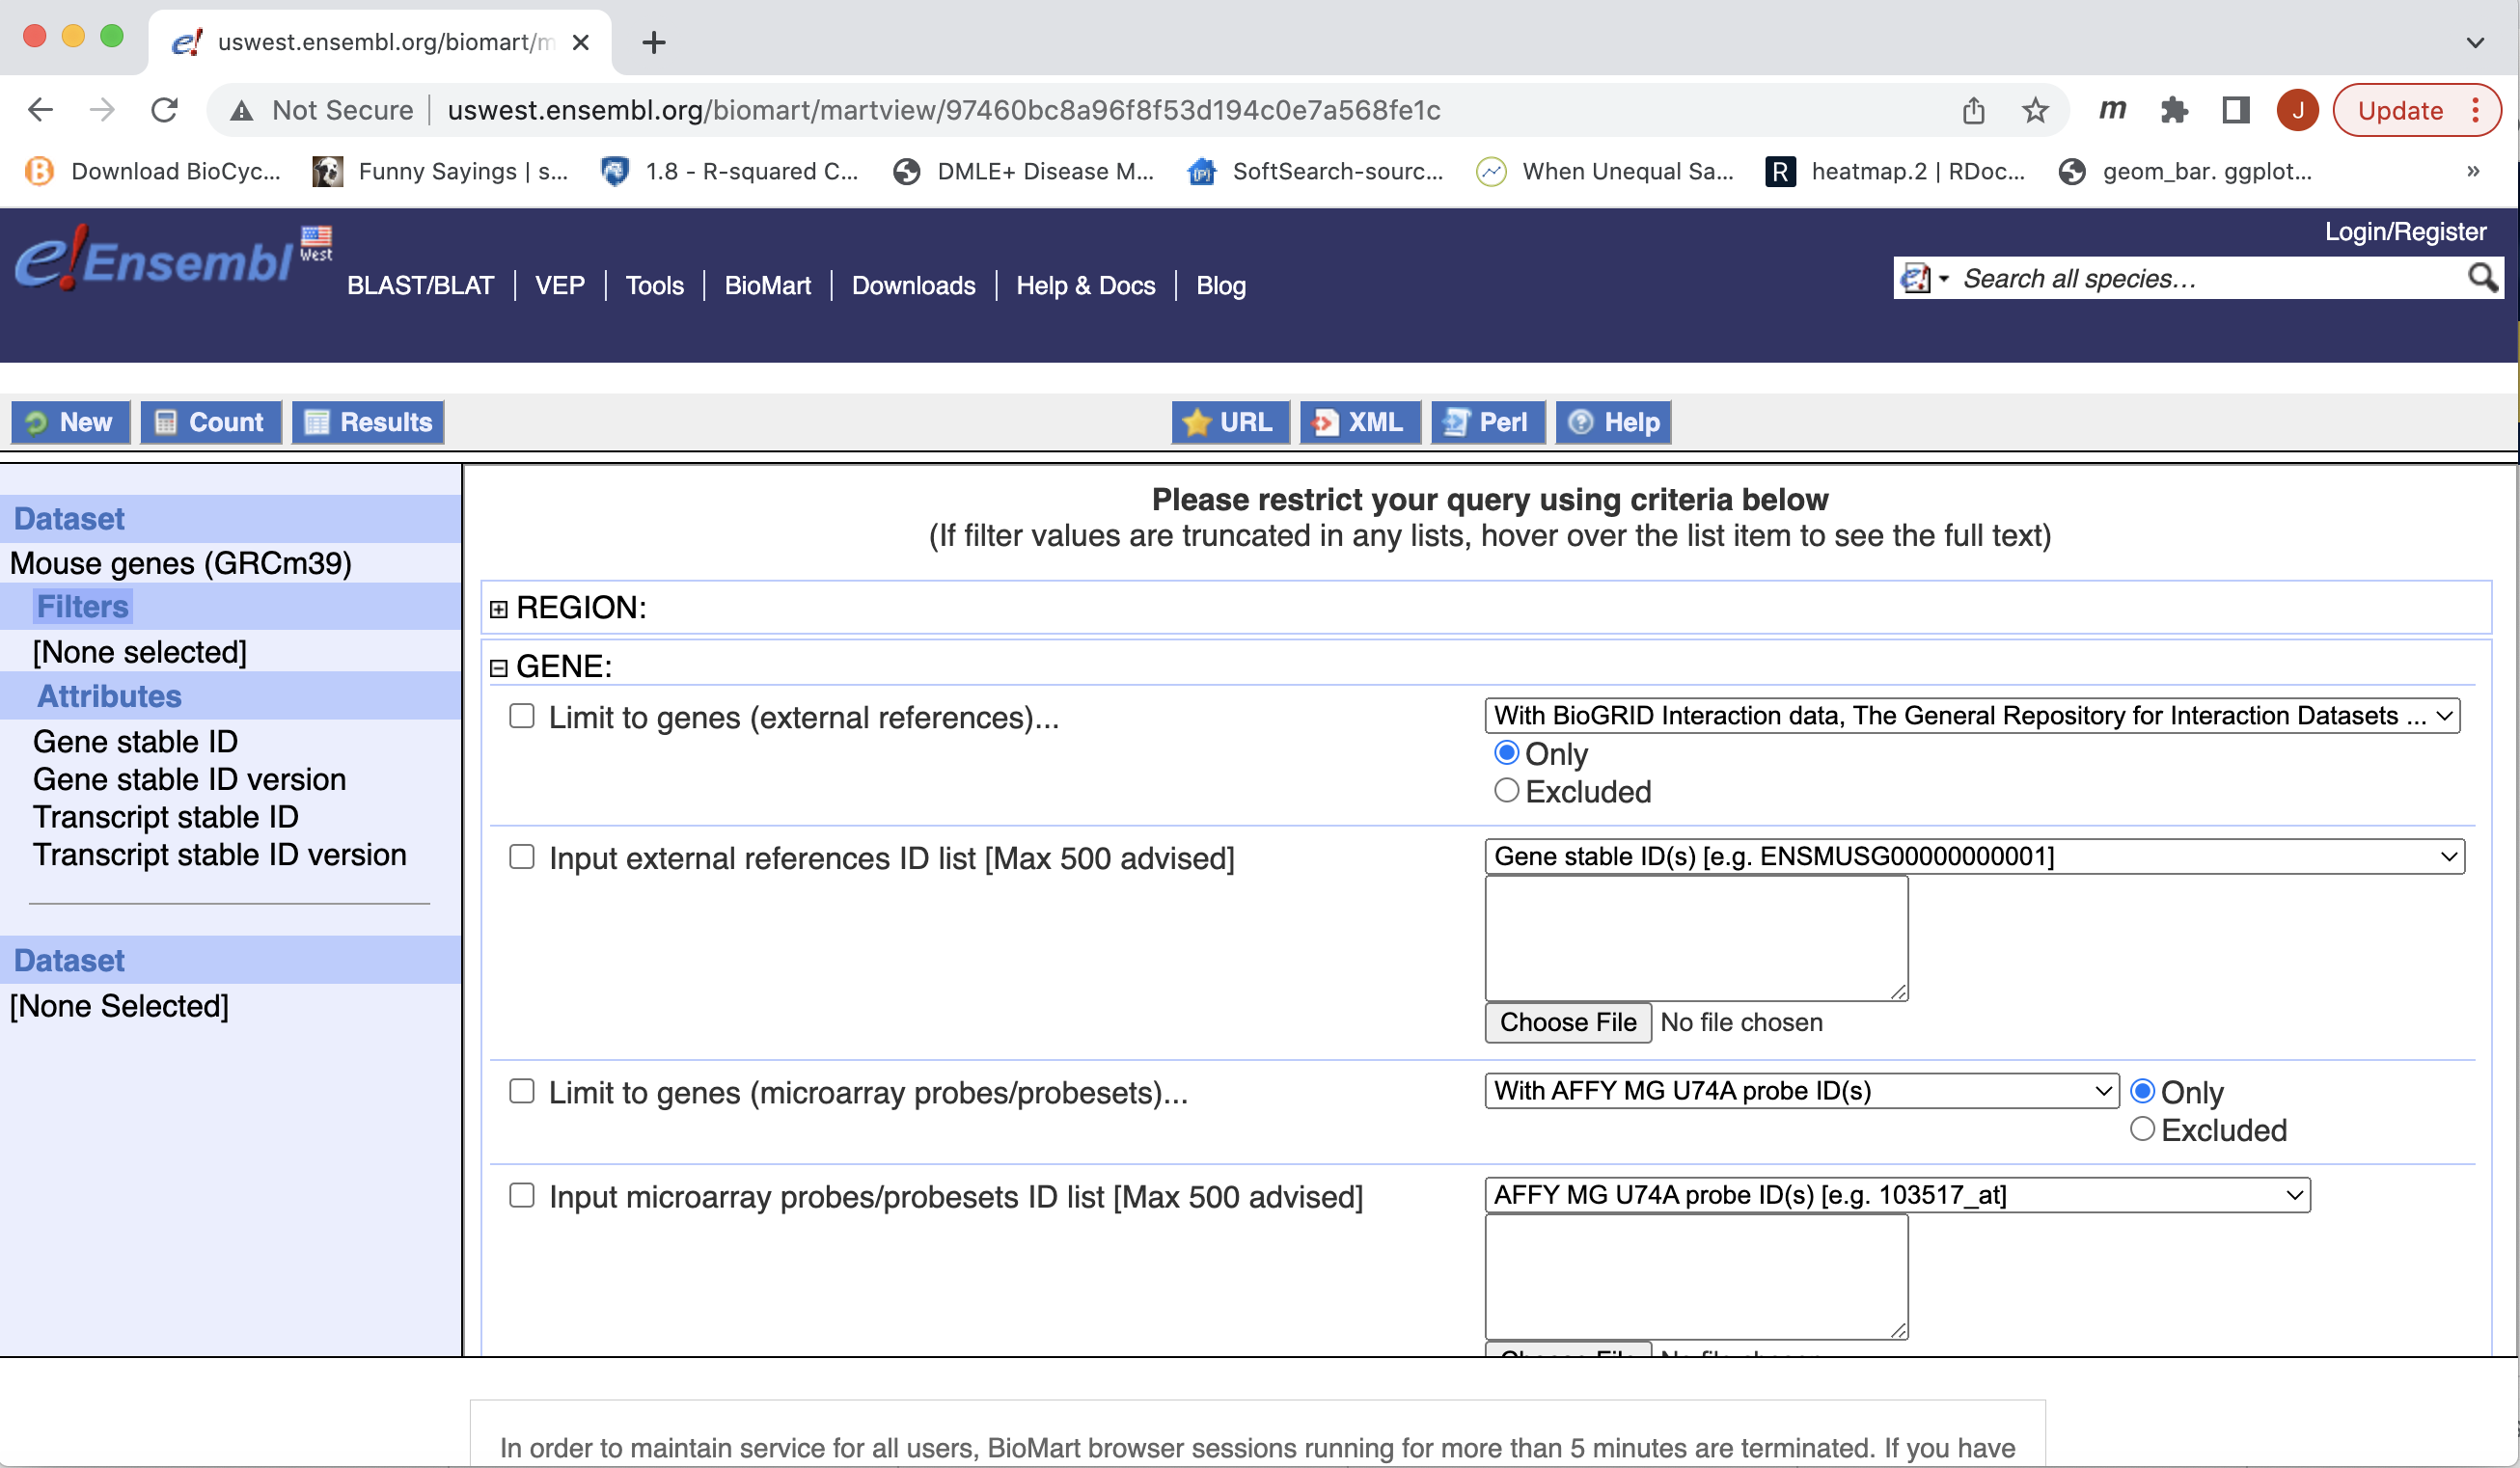 uswest.ensembl.org/biomart/m
Not Secure uswest.ensembl.org/biomart/martview/97460bc8a96f8f53d194c0e7a568fe1c
J Update
Download BioCyc... Funny Sayings | s... 1.8 - R-squared C... DMLE+ Disease M... SoftSearch-sourc... When Unequal Sa... R heatmap.2 | RDoc... geom_bar. ggplot... »
Login/Register
e!Ensembl West
BLAST/BLAT | VEP | Tools | BioMart | Downloads | Help & Docs | Blog
Search all species...
New Count Results URL XML Perl Help
Dataset
Mouse genes (GRCm39)
Filters
[None selected]
Attributes
Gene stable ID
Gene stable ID version
Transcript stable ID
Transcript stable ID version
Dataset
[None Selected]
Please restrict your query using criteria below
(If filter values are truncated in any lists, hover over the list item to see the full text)
REGION:
GENE:
Limit to genes (external references)... With BioGRID Interaction data, The General Repository for Interaction Datasets ...
Only
Excluded
Input external references ID list [Max 500 advised] Gene stable ID(s) [e.g. ENSMUSG00000000001]
Choose File No file chosen
Limit to genes (microarray probes/probesets)... With AFFY MG U74A probe ID(s) Only
Excluded
Input microarray probes/probesets ID list [Max 500 advised] AFFY MG U74A probe ID(s) [e.g. 103517_at]
Choose File No file chosen
In order to maintain service for all users, BioMart browser sessions running for more than 5 minutes are terminated. If you have